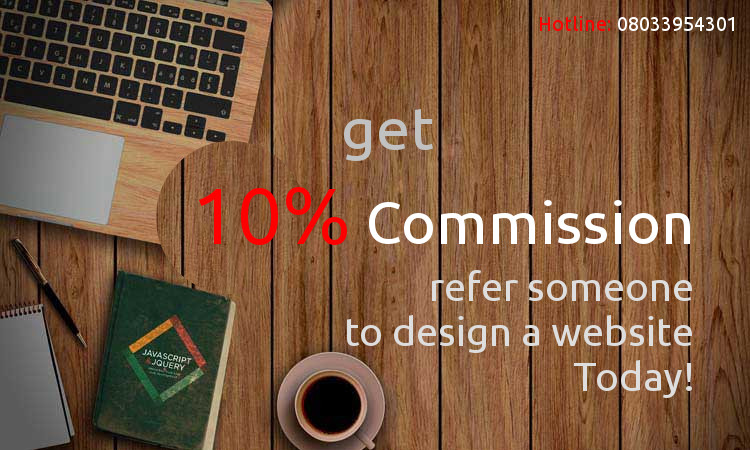 Hotline: 08033954301
get
10% Commission
refer someone
to design a website
Today!
JAVASCRIPT
& JQUERY